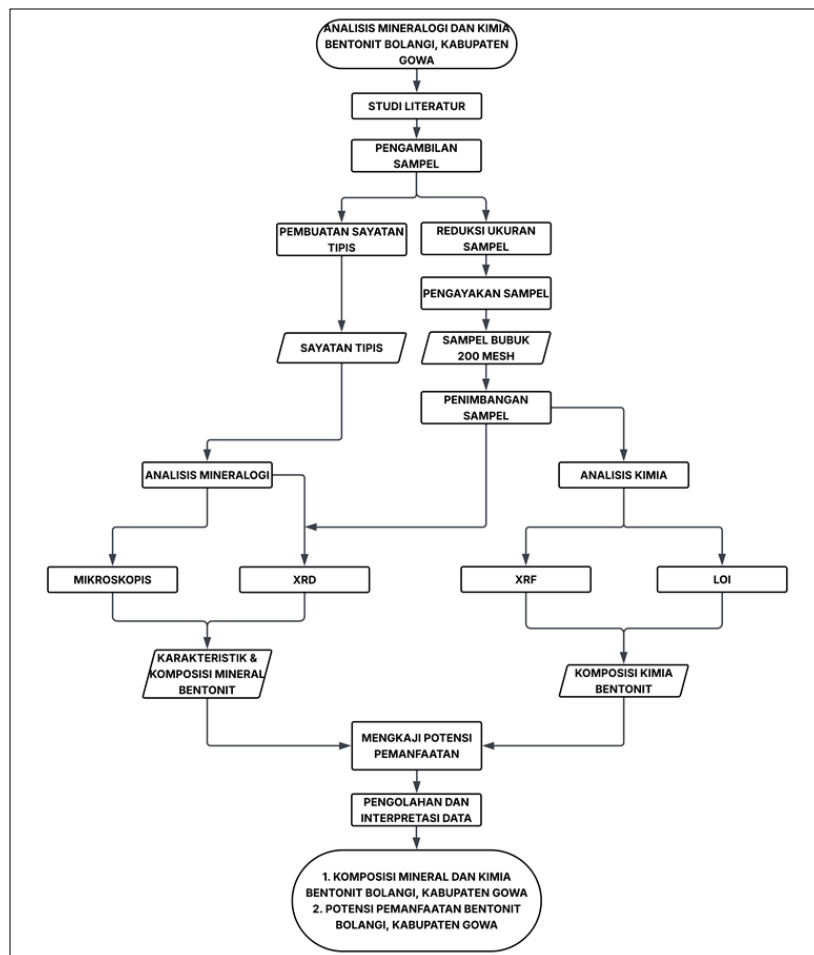 ANALISIS MINERALOGI DAN KIMIA
BENTONIT BOLANGI, KABUPATEN
GOWA
STUDI LITERATUR
PENGAMBILAN
SAMPEL
PEMBUATAN SAYATAN
TIPIS
REDUKSI UKURAN
SAMPEL
PENGAYAKAN SAMPEL
SAYATAN TIPIS
SAMPEL BUBUK
200 MESH
PENIMBANGAN
SAMPEL
ANALISIS MINERALOGI
ANALISIS KIMIA
MIKROSKOPIS
XRD
XRF
LOI
KARAKTERISTIK &
KOMPOSISI MINERAL
BENTONIT
KOMPOSISI KIMIA
BENTONIT
MENGKAJI POTENSI
PEMANFAATAN
PENGOLAHAN DAN
INTERPRETASI DATA
1. KOMPOSISI MINERAL DAN KIMIA
BENTONIT BOLANGI, KABUPATEN GOWA
2. POTENSI PEMANFAATAN BENTONIT
BOLANGI, KABUPATEN GOWA